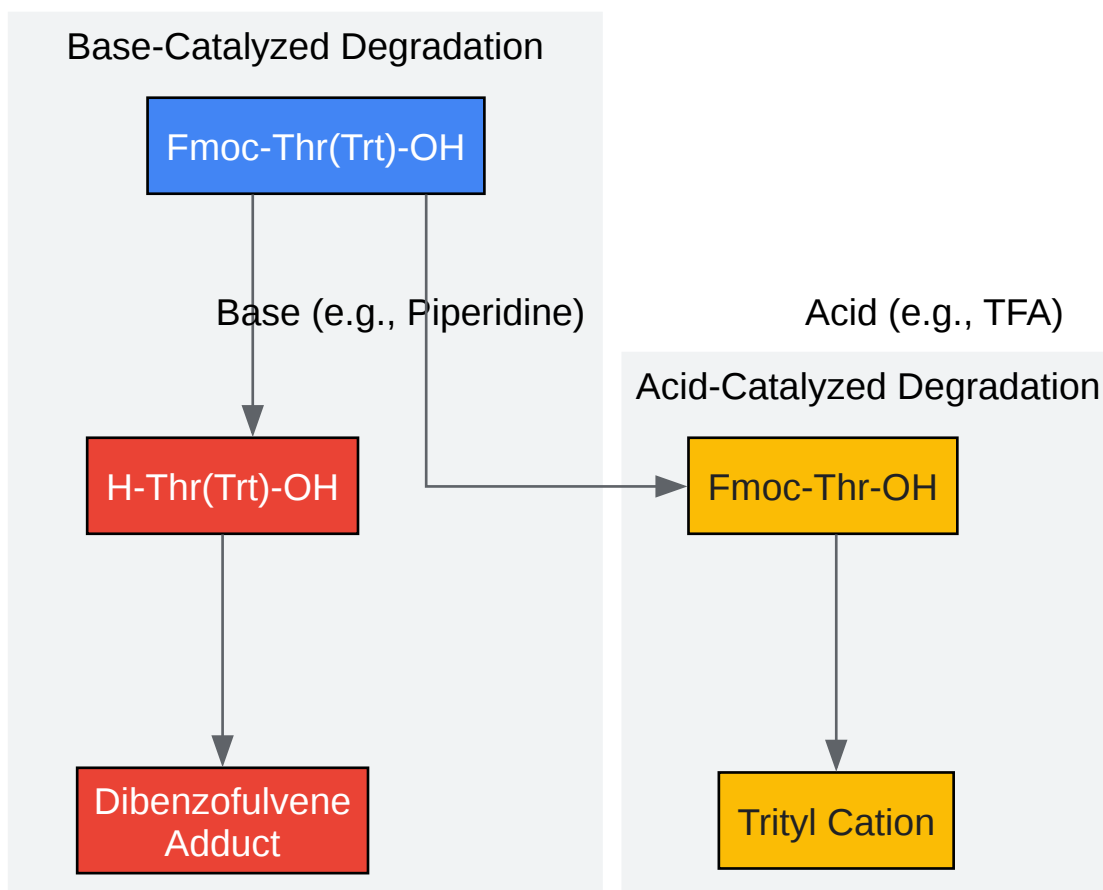 Base-Catalyzed Degradation
Fmoc-Thr(Trt)-OH
Base (e.g., Piperidine)
Acid (e.g., TFA)
Acid-Catalyzed Degradation
H-Thr(Trt)-OH
Fmoc-Thr-OH
Dibenzofulvene
Adduct
Trityl Cation